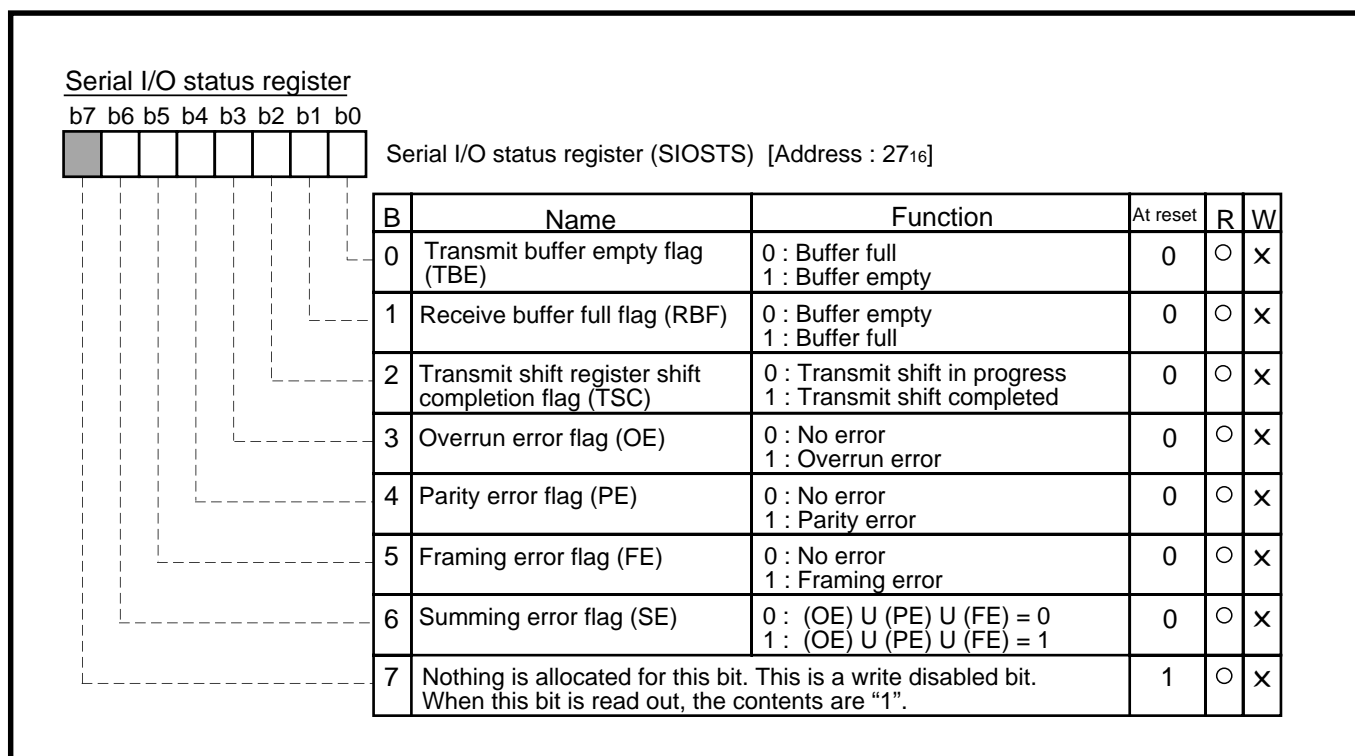 Serial I/O status register
b7 b6 b5 b4 b3 b2 b1 b0
Serial I/O status register (SIOSTS) [Address : 27₁₆]
B Name Function At reset R W
0 Transmit buffer empty flag (TBE) 0 : Buffer full 0 ○ ×
1 : Buffer empty
1 Receive buffer full flag (RBF) 0 : Buffer empty 0 ○ ×
1 : Buffer full
2 Transmit shift register shift completion flag (TSC) 0 : Transmit shift in progress 0 ○ ×
1 : Transmit shift completed
3 Overrun error flag (OE) 0 : No error 0 ○ ×
1 : Overrun error
4 Parity error flag (PE) 0 : No error 0 ○ ×
1 : Parity error
5 Framing error flag (FE) 0 : No error 0 ○ ×
1 : Framing error
6 Summing error flag (SE) 0 : (OE) U (PE) U (FE) = 0 0 ○ ×
1 : (OE) U (PE) U (FE) = 1
7 Nothing is allocated for this bit. This is a write disabled bit. 1 ○ ×
When this bit is read out, the contents are “1”.